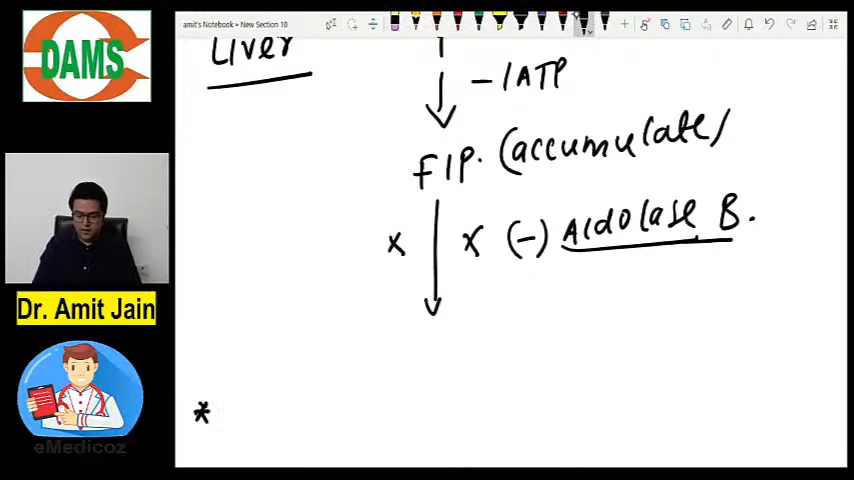 amit's Notebook > New Section 10
DAMS
Liver
- 1ATP
F1P. (accumulate)
x x (-) Aldolase B.
Dr. Amit Jain
*
eMedicoz